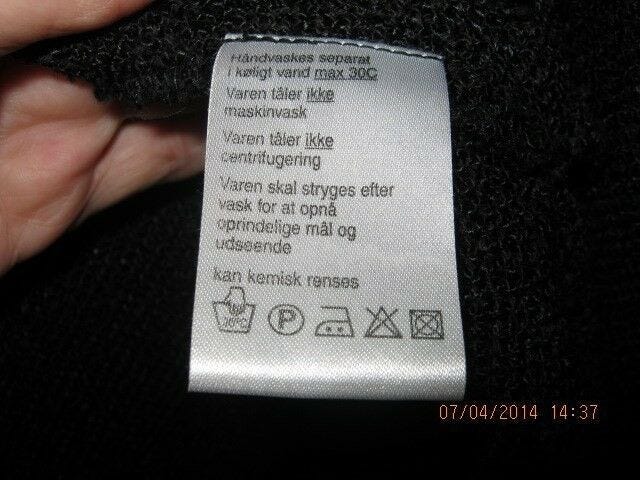 Håndvaskes separat
i køligt vand max 30C
Varen tåler ikke
maskinvask
Varen tåler ikke
centrifugering
Varen skal stryges efter
vask for at opnå
oprindelige mål og
udseende
kan kemisk renses
30°C P
07/04/2014 14:37